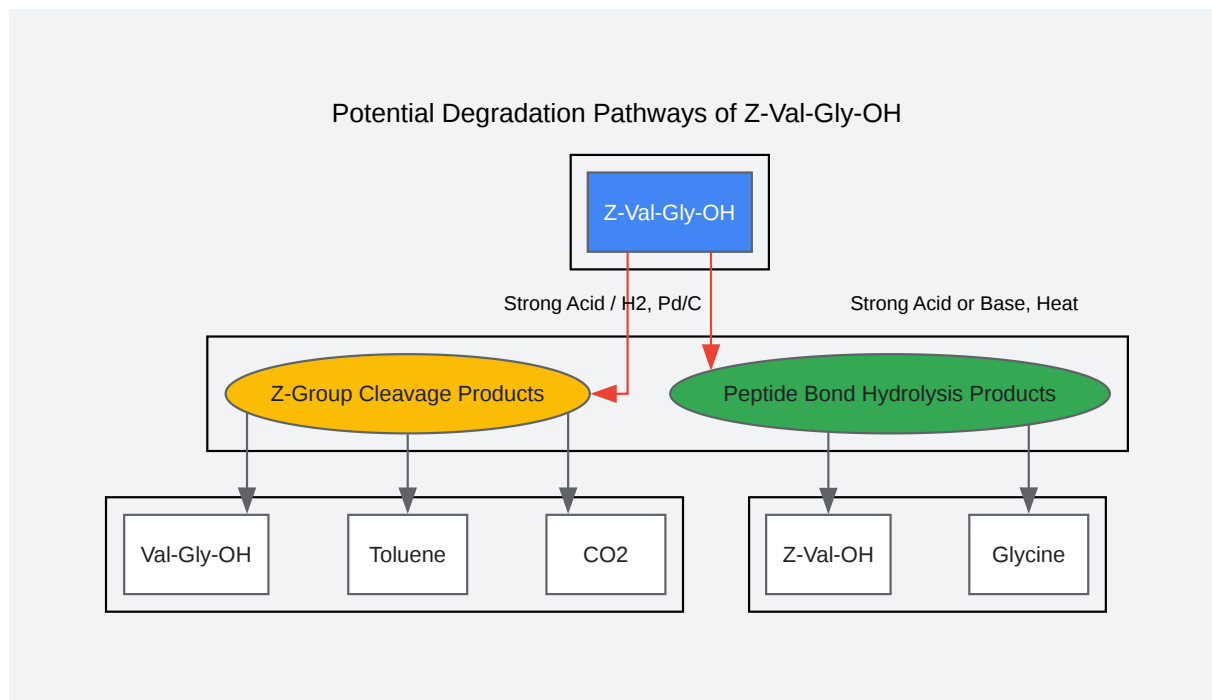 Potential Degradation Pathways of Z-Val-Gly-OH
Z-Val-Gly-OH
Strong Acid / H2, Pd/C
Strong Acid or Base, Heat
Z-Group Cleavage Products
Peptide Bond Hydrolysis Products
Val-Gly-OH
Toluene
CO2
Z-Val-OH
Glycine